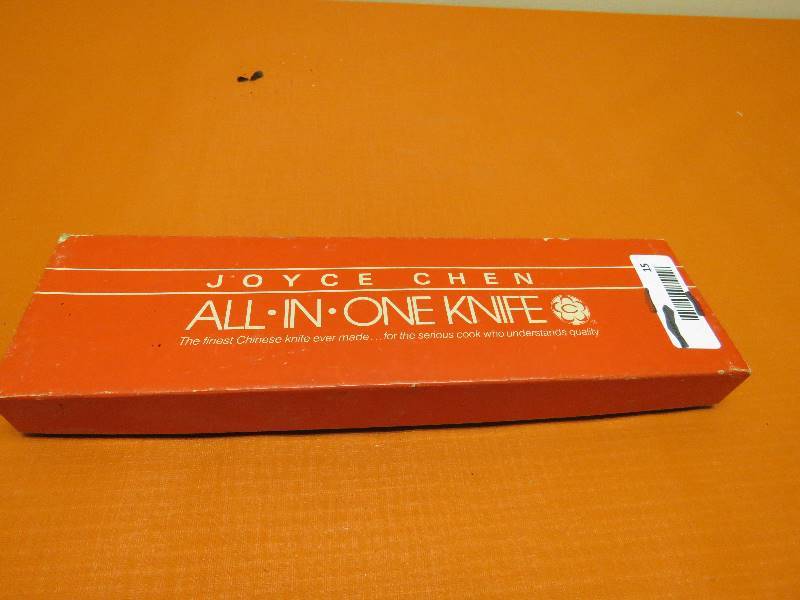 JOYCE CHEN
ALL·IN·ONE KNIFE
The finest Chinese knife ever made...for the serious cook who understands quality
15